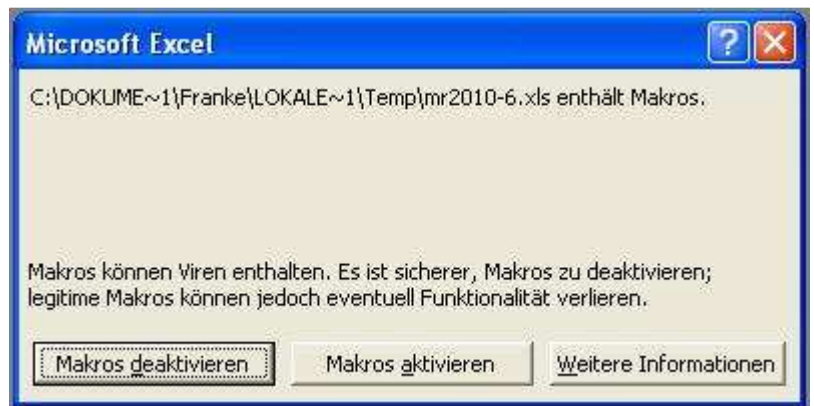 Microsoft Excel
C:\DOKUME~1\Franke\LOKALE~1\Temp\mr2010-6.xls enthält Makros.
Makros können Viren enthalten. Es ist sicherer, Makros zu deaktivieren;
legitime Makros können jedoch eventuell Funktionalität verlieren.
Makros deaktivieren Makros aktivieren Weitere Informationen